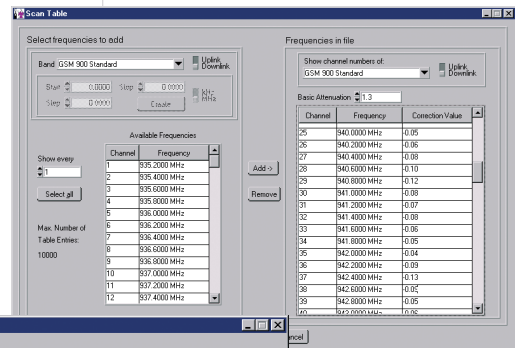 Scan Table
Select frequencies to add
Band GSM 900 Standard
Uplink
Downlink
Start 0.0000 Stop 0.0000
Step 0.0000 Create
kHz
MHz
Available Frequencies
Channel Frequency
1 935.2000 MHz
2 935.4000 MHz
3 935.6000 MHz
4 935.8000 MHz
5 936.0000 MHz
6 936.2000 MHz
7 936.4000 MHz
8 936.6000 MHz
9 936.8000 MHz
10 937.0000 MHz
11 937.2000 MHz
12 937.4000 MHz
Show every
1
Select all
Max. Number of
Table Entries:
10000
Add ->
Remove
Frequencies in file
Show channel numbers of:
GSM 900 Standard
Uplink
Downlink
Basic Attenuation 1.3
Channel Frequency Correction Value
25 940.0000 MHz -0.05
26 940.2000 MHz -0.06
27 940.4000 MHz -0.08
28 940.6000 MHz -0.10
29 940.8000 MHz -0.12
30 941.0000 MHz -0.08
31 941.2000 MHz -0.07
32 941.4000 MHz -0.08
33 941.6000 MHz -0.06
34 941.8000 MHz -0.05
35 942.0000 MHz -0.04
36 942.2000 MHz -0.09
37 942.4000 MHz -0.13
38 942.6000 MHz -0.05
39 942.8000 MHz -0.05
40 943.0000 MHz -0.06
ancel